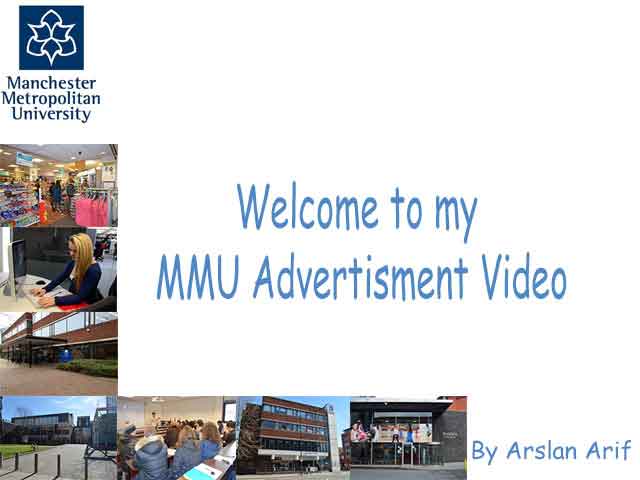 Manchester
Metropolitan
University
Welcome to my
MMU Advertisment Video
By Arslan Arif